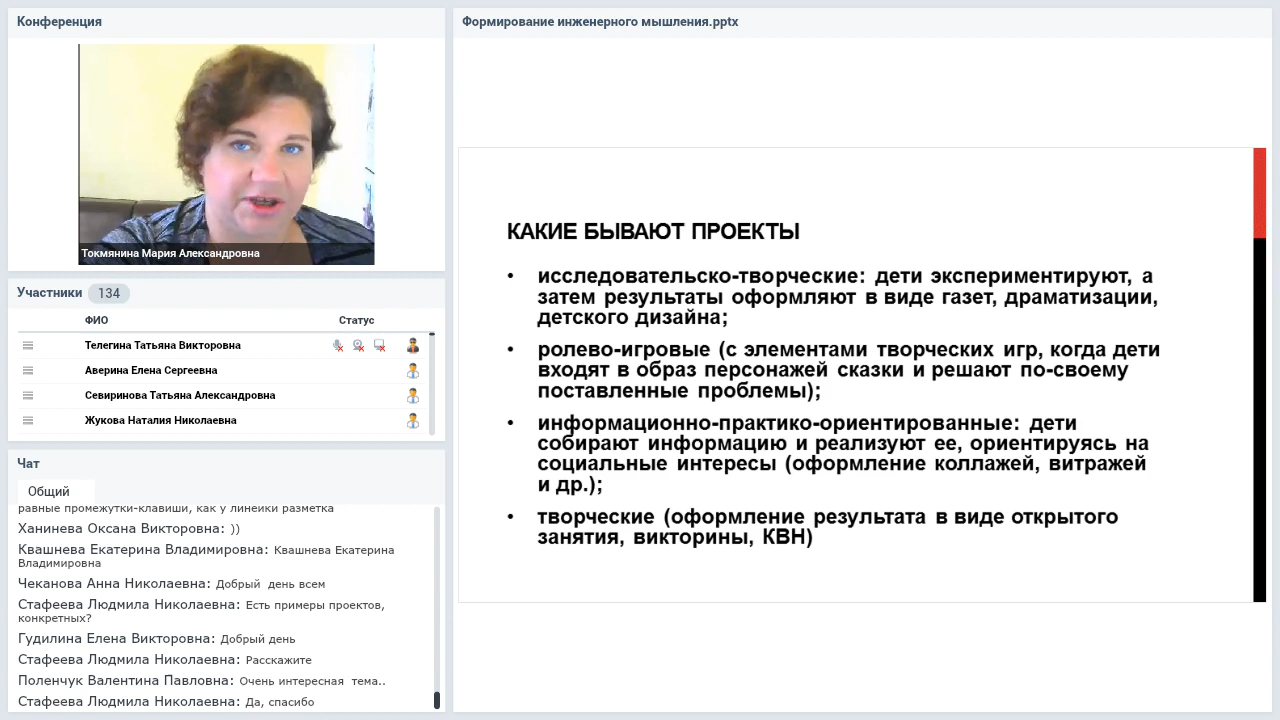 Конференция
Токмянина Мария Александровна
Участники 134
ФИО Статус
Телегина Татьяна Викторовна
Аверина Елена Сергеевна
Севиринова Татьяна Александровна
Жукова Наталия Николаевна
Чат
Общий
равные промежутки-клавиши, как у линейки разметка
Ханинева Оксана Викторовна: ))
Квашнева Екатерина Владимировна: Квашнева Екатерина
Владимировна
Чеканова Анна Николаевна: Добрый день всем
Стафеева Людмила Николаевна: Есть примеры проектов,
конкретных?
Гудилина Елена Викторовна: Добрый день
Стафеева Людмила Николаевна: Расскажите
Поленчук Валентина Павловна: Очень интересная тема..
Стафеева Людмила Николаевна: Да, спасибо
Формирование инженерного мышления.pptx
КАКИЕ БЫВАЮТ ПРОЕКТЫ
• исследовательско-творческие: дети экспериментируют, а
затем результаты оформляют в виде газет, драматизации,
детского дизайна;
• ролево-игровые (с элементами творческих игр, когда дети
входят в образ персонажей сказки и решают по-своему
поставленные проблемы);
• информационно-практико-ориентированные: дети
собирают информацию и реализуют ее, ориентируясь на
социальные интересы (оформление коллажей, витражей
и др.);
• творческие (оформление результата в виде открытого
занятия, викторины, КВН)